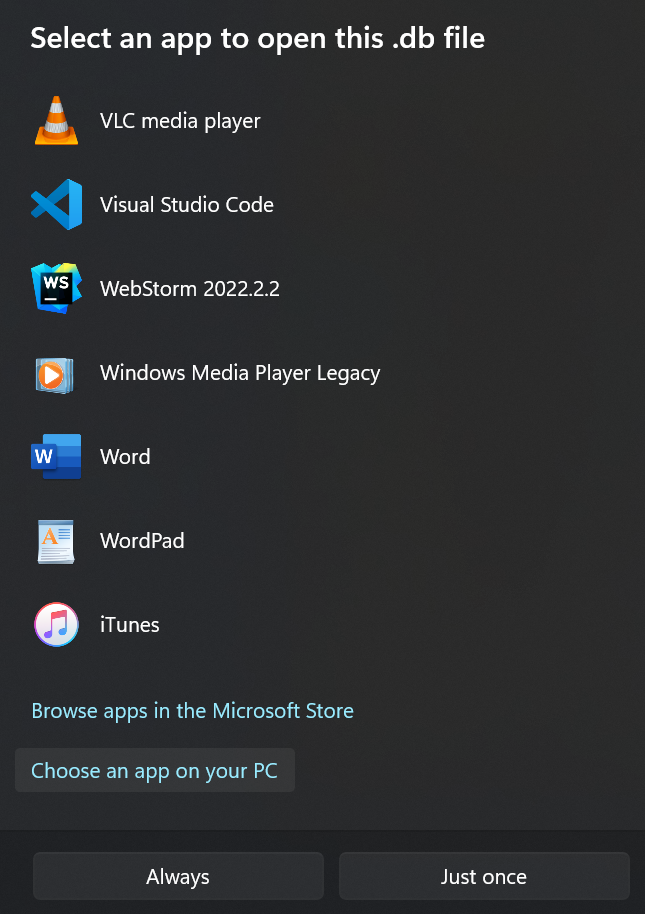 Select an app to open this .db file
VLC media player
Visual Studio Code
WS
WebStorm 2022.2.2
Windows Media Player Legacy
W
Word
A
WordPad
iTunes
Browse apps in the Microsoft Store
Choose an app on your PC
Always
Just once